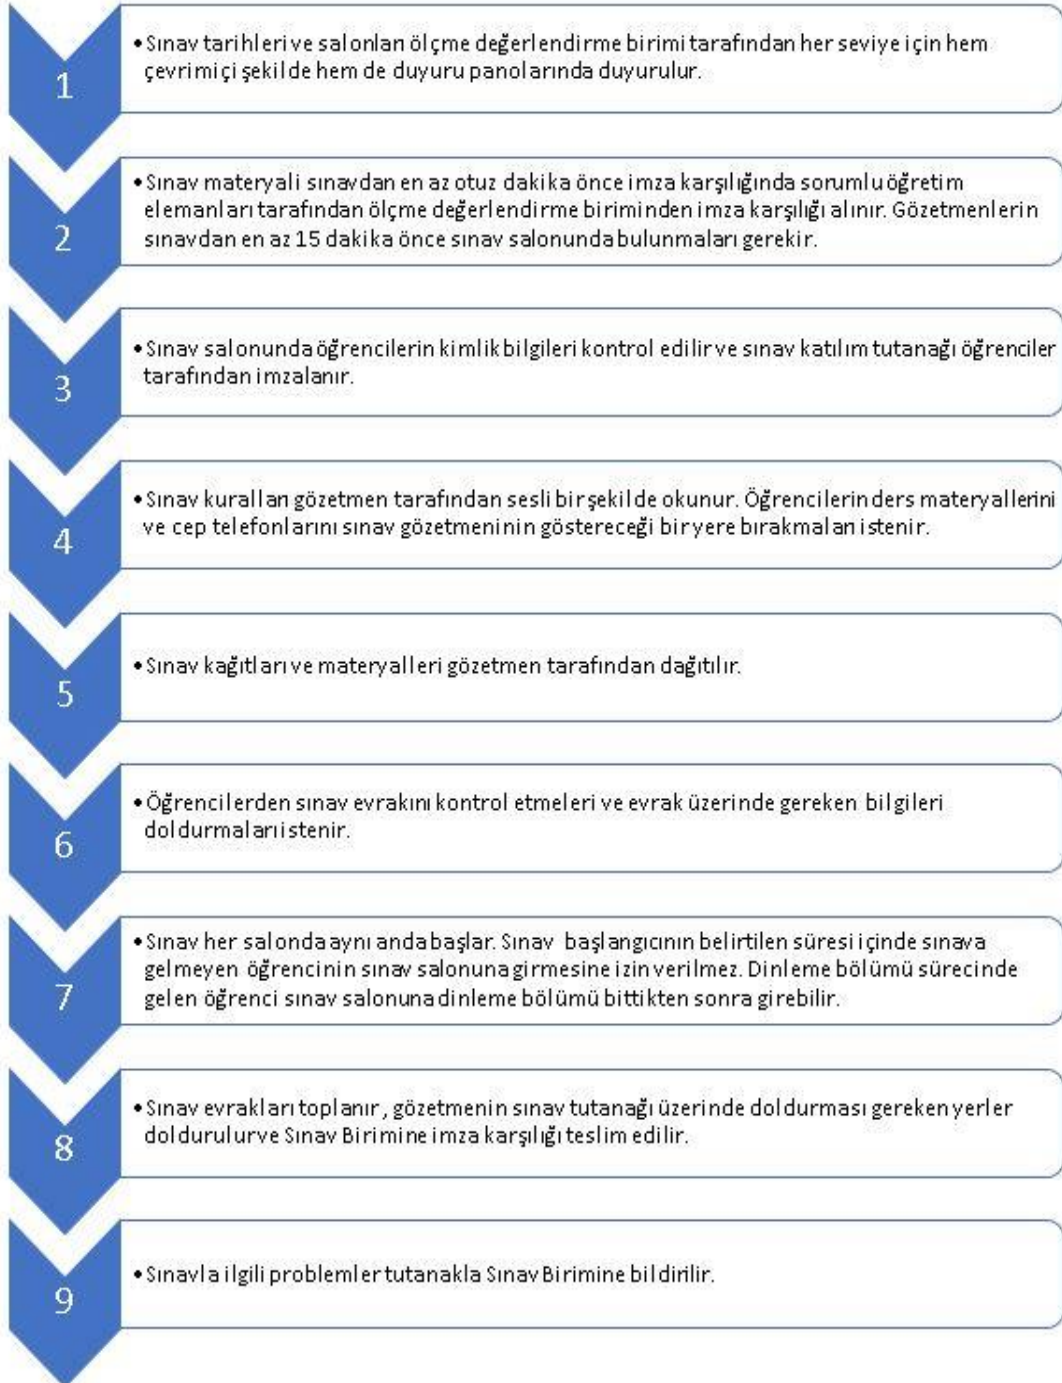 1
• Sınav tarihleri ve salonları ölçme değerlendirme birimi tarafından her seviye için hem
çevrimiçi şekilde hem de duyuru panolarında duyurulur.
2
• Sınav materyali sınavdan en az otuz dakika önce imza karşılığında sorumlu öğretim
elemanları tarafından ölçme değerlendirme biriminden imza karşılığı alınır. Gözetmenlerin
sınavdan en az 15 dakika önce sınav salonunda bulunmaları gerekir.
3
• Sınav salonunda öğrencilerin kimlik bilgileri kontrol edilir ve sınav katılım tutanağı öğrenciler
tarafından imzalanır.
4
• Sınav kuralları gözetmen tarafından sesli bir şekilde okunur. Öğrencilerin ders materyallerini
ve cep telefonlarını sınav gözetmeninin göstereceği bir yere bırakmaları istenir.
5
• Sınav kağıtları ve materyalleri gözetmen tarafından dağıtılır.
6
• Öğrencilerden sınav evrakını kontrol etmeleri ve evrak üzerinde gereken bilgileri
doldurmaları istenir.
7
• Sınav her salonda aynı anda başlar. Sınav başlangıcının belirtilen süresi içinde sınava
gelmeyen öğrencinin sınav salonuna girmesine izin verilmez. Dinleme bölümü sürecinde
gelen öğrenci sınav salonuna dinleme bölümü bittikten sonra girebilir.
8
• Sınav evrakları toplanır, gözetmenin sınav tutanağı üzerinde doldurması gereken yerler
doldurulur ve Sınav Birimine imza karşılığı teslim edilir.
9
• Sınavla ilgili problemler tutanakla Sınav Birimine bildirilir.